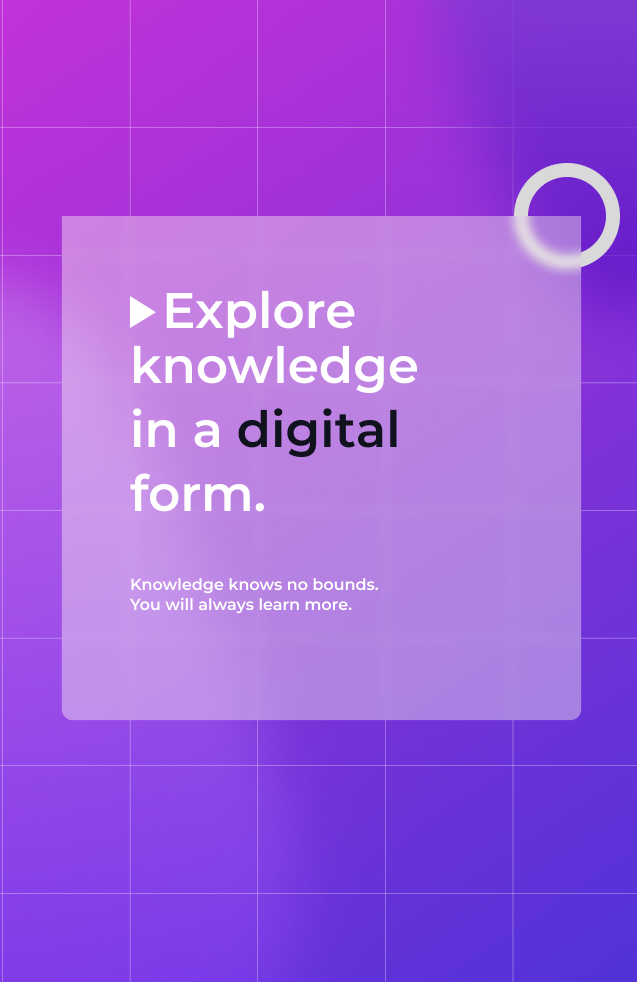 Explore
knowledge
in a digital
form.
Knowledge knows no bounds.
You will always learn more.